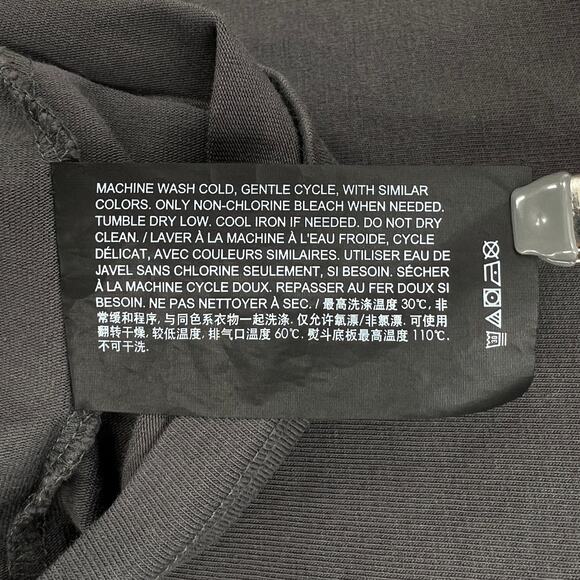 MACHINE WASH COLD, GENTLE CYCLE, WITH SIMILAR
COLORS. ONLY NON-CHLORINE BLEACH WHEN NEEDED.
TUMBLE DRY LOW. COOL IRON IF NEEDED. DO NOT DRY
CLEAN. / LAVER À LA MACHINE À L'EAU FROIDE, CYCLE
DÉLICAT, AVEC COULEURS SIMILAIRES. UTILISER EAU DE
JAVEL SANS CHLORINE SEULEMENT, SI BESOIN. SÉCHER
À LA MACHINE CYCLE DOUX. REPASSER AU FER DOUX SI
BESOIN. NE PAS NETTOYER À SEC. / 最高洗涤温度 30℃, 非
常缓和程序, 与同色系衣物一起洗涤. 仅允许氧漂/非氯漂. 可使用
翻转干燥, 较低温度, 排气口温度 60℃. 熨斗底板最高温度 110℃.
不可干洗.